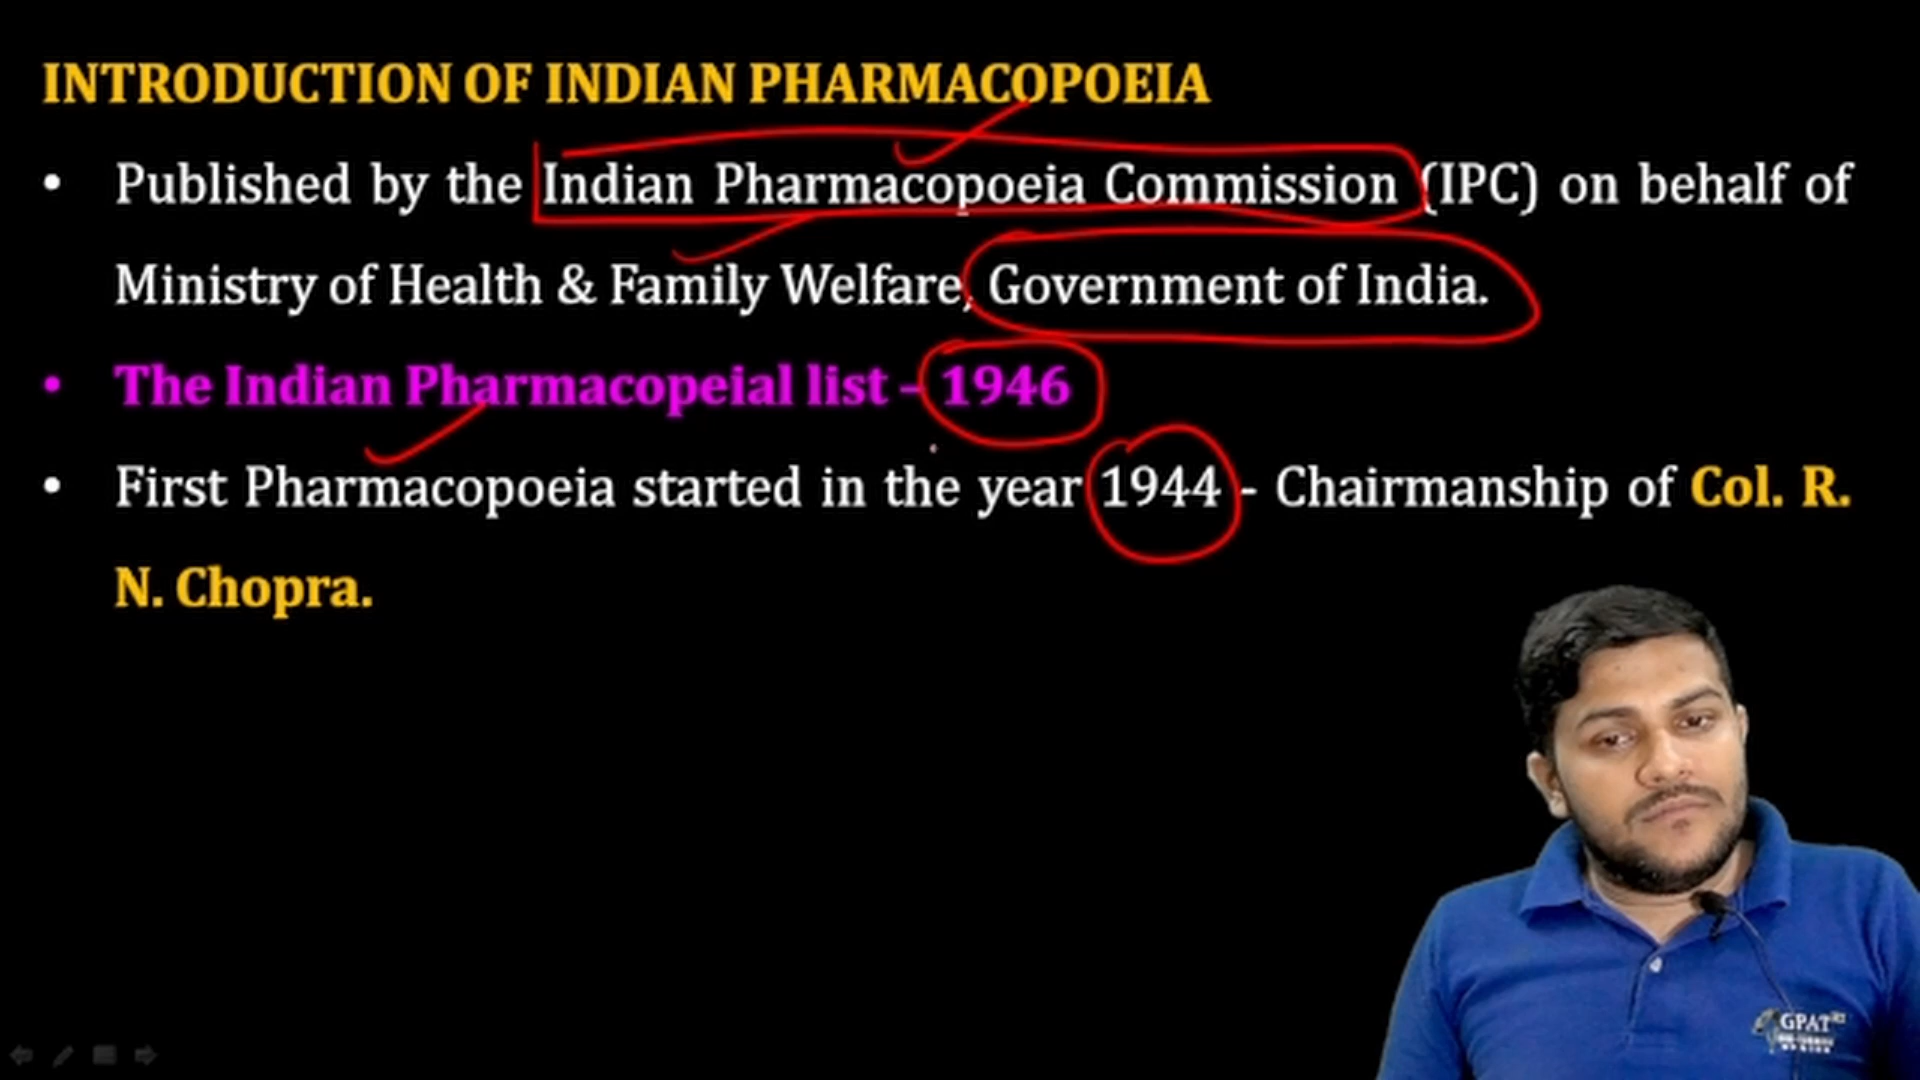 INTRODUCTION OF INDIAN PHARMACOPOEIA
• Published by the Indian Pharmacopoeia Commission (IPC) on behalf of
Ministry of Health & Family Welfare, Government of India.
• The Indian Pharmacopeial list – 1946
• First Pharmacopoeia started in the year 1944 - Chairmanship of Col. R.
N. Chopra.
GPAT